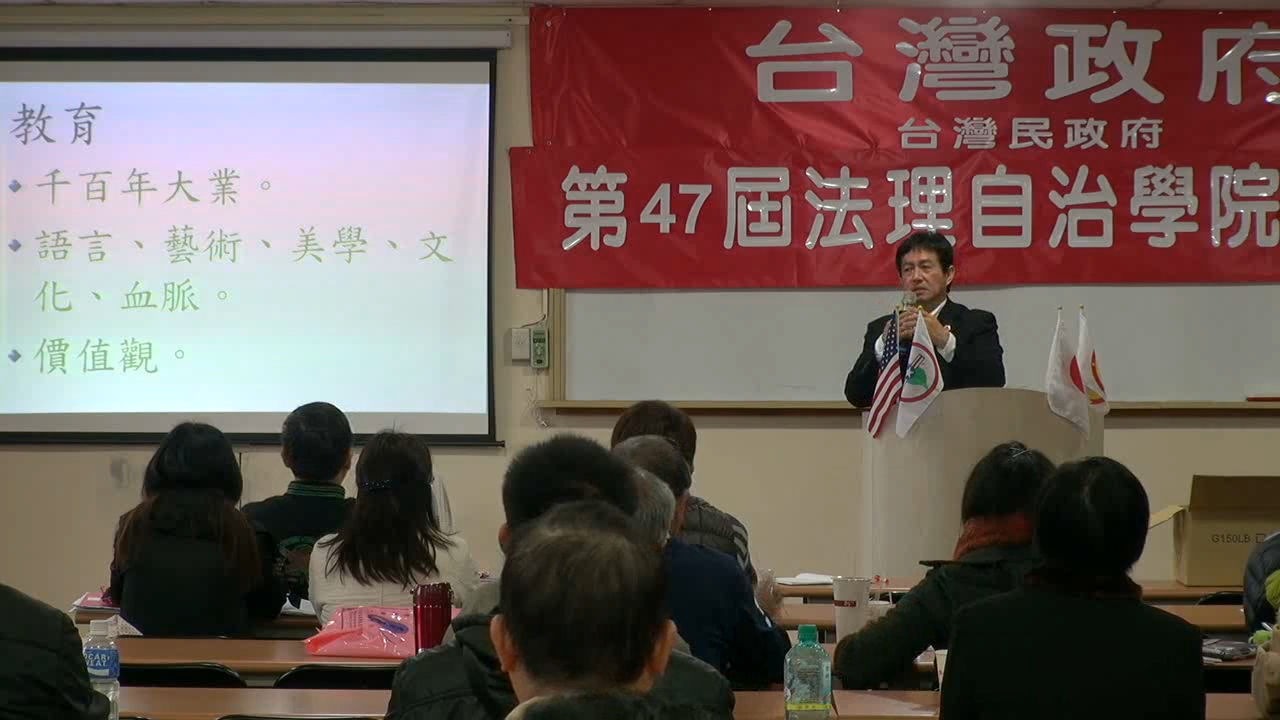 教育
千百年大業。
語言、藝術、美學、文
化、血脈。
價值觀。
台灣政府
台灣民政府
第47屆法理自治學院
G150LB